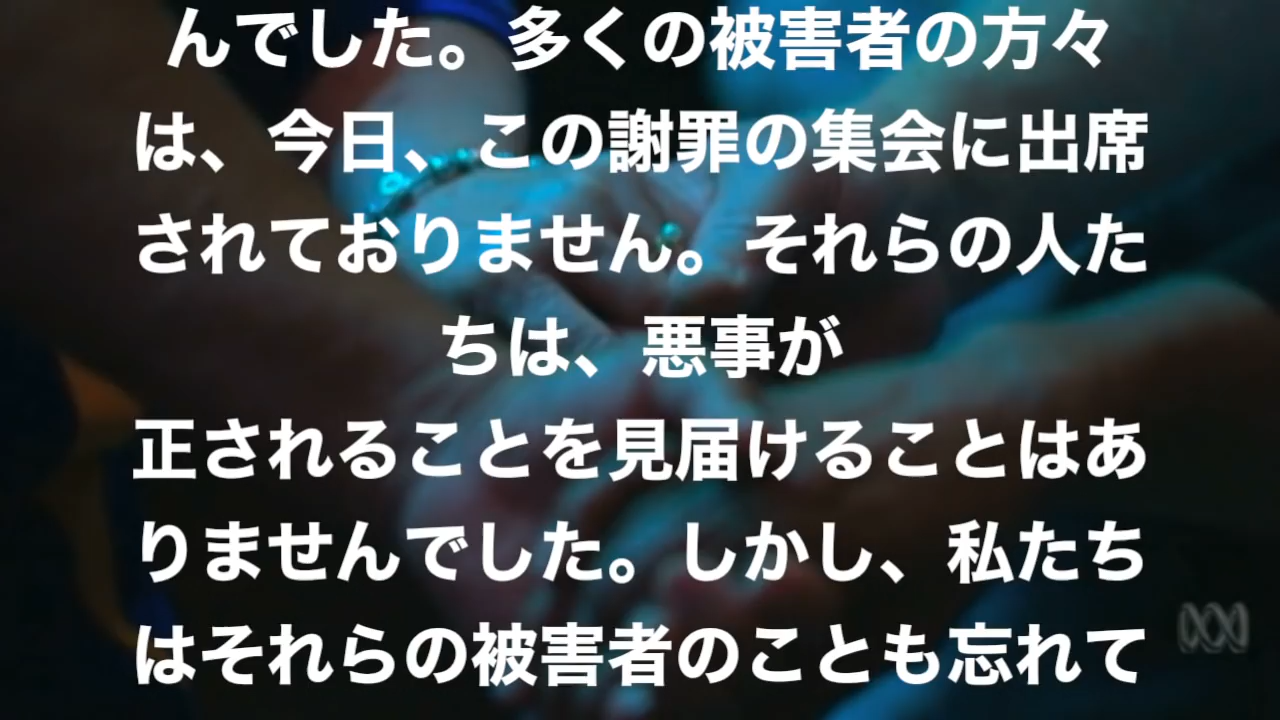 んでした。多くの被害者の方々
は、今日、この謝罪の集会に出席
されておりません。それらの人た
ちは、悪事が
正されることを見届けることはあ
りませんでした。しかし、私たち
はそれらの被害者のことも忘れて